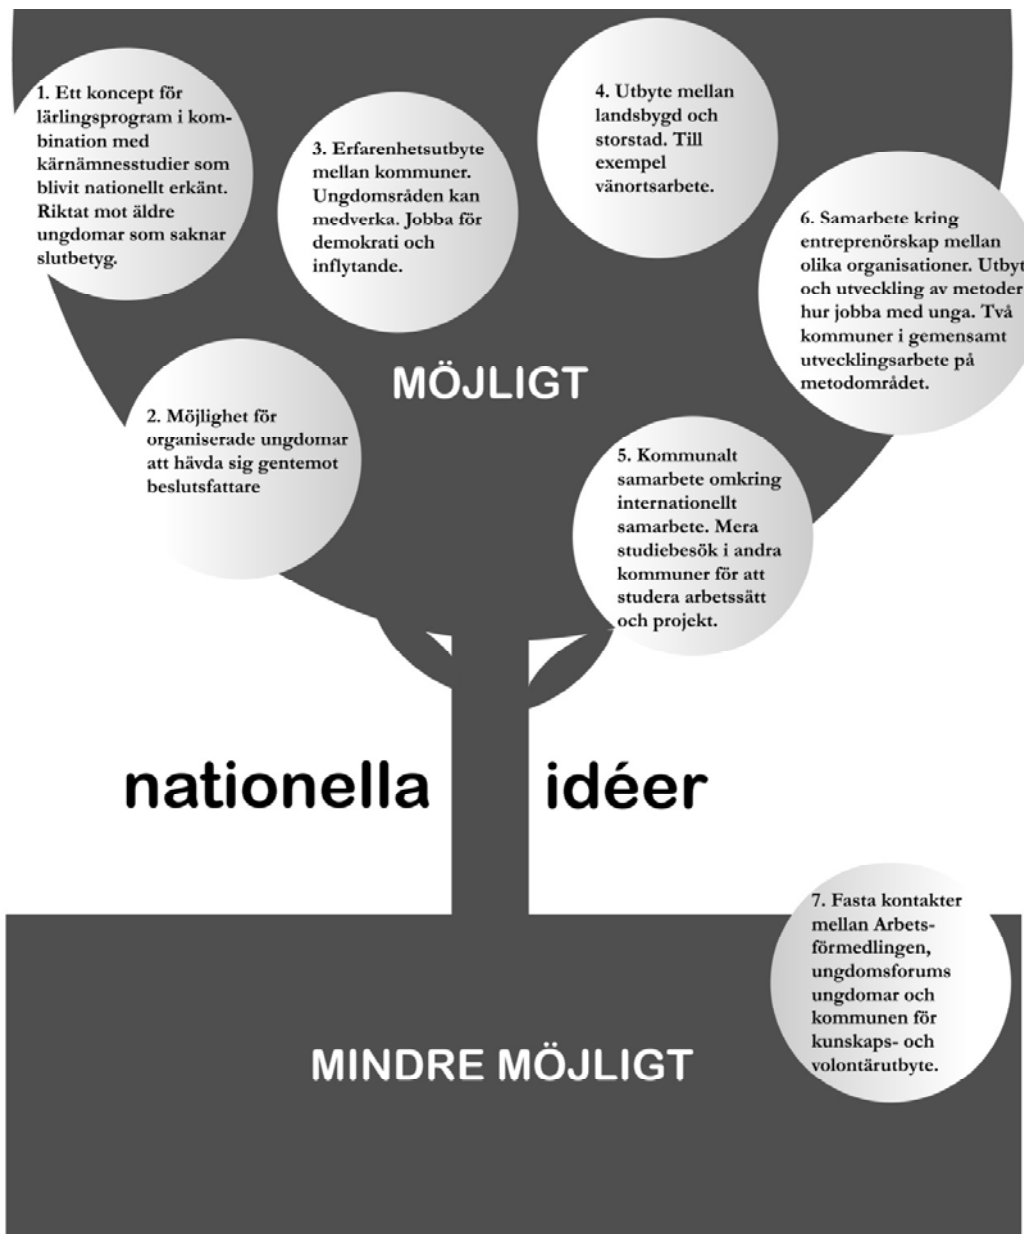 1. Ett koncept för
lärlingsprogram i kom-
bination med
kärnämnesstudier som
blivit nationellt erkänt.
Riktat mot äldre
ungdomar som saknar
slutbetyg.
2. Möjlighet för
organiserade ungdomar
att hävda sig gentemot
beslutsfattare
3. Erfarenhetsutbyte
mellan kommuner.
Ungdomsråden kan
medverka. Jobba för
demokrati och
inflytande.
4. Utbyte mellan
landsbygd och
storstad. Till
exempel
vänortsarbete.
5. Kommunalt
samarbete omkring
internationellt
samarbete. Mera
studiebesök i andra
kommuner för att
studera arbetssätt
och projekt.
6. Samarbete kring
entreprenörskap mellan
olika organisationer. Utbyt
och utveckling av metoder
hur jobba med unga. Två
kommuner i gemensamt
utvecklingsarbete på
metodområdet.
MÖJLIGT
nationella idéer
7. Fasta kontakter
mellan Arbets-
förmedlingen,
ungdomsforums
ungdomar och
kommunen för
kunskaps- och
volontärutbyte.
MINDRE MÖJLIGT